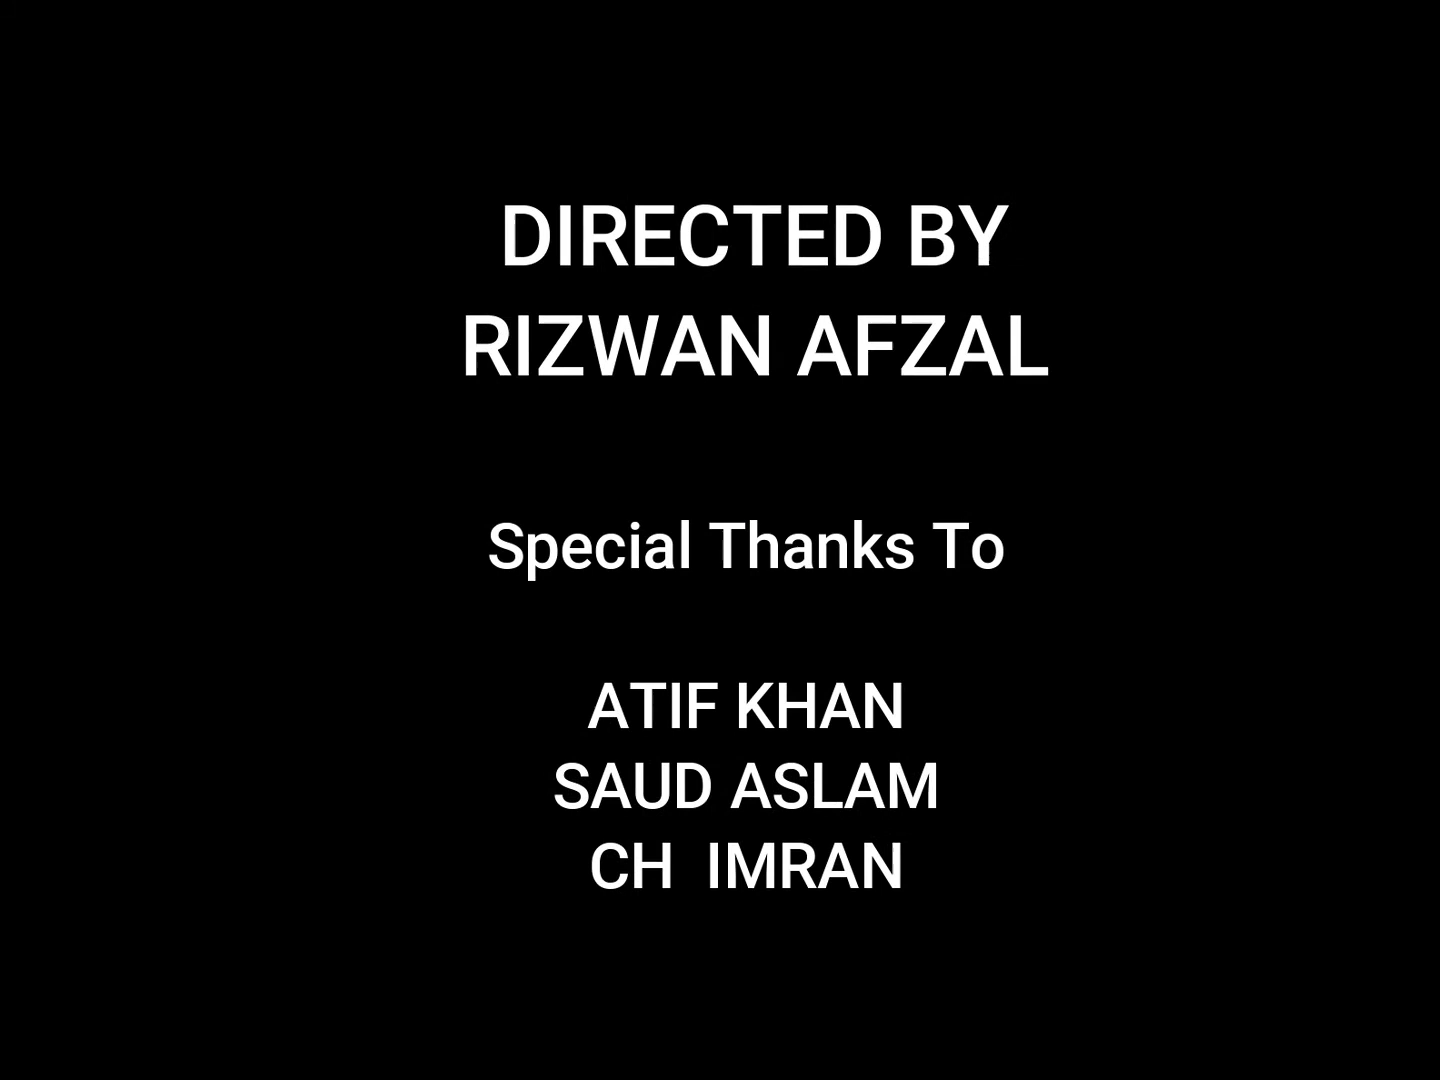 DIRECTED BY
RIZWAN AFZAL
Special Thanks To
ATIF KHAN
SAUD ASLAM
CH  IMRAN